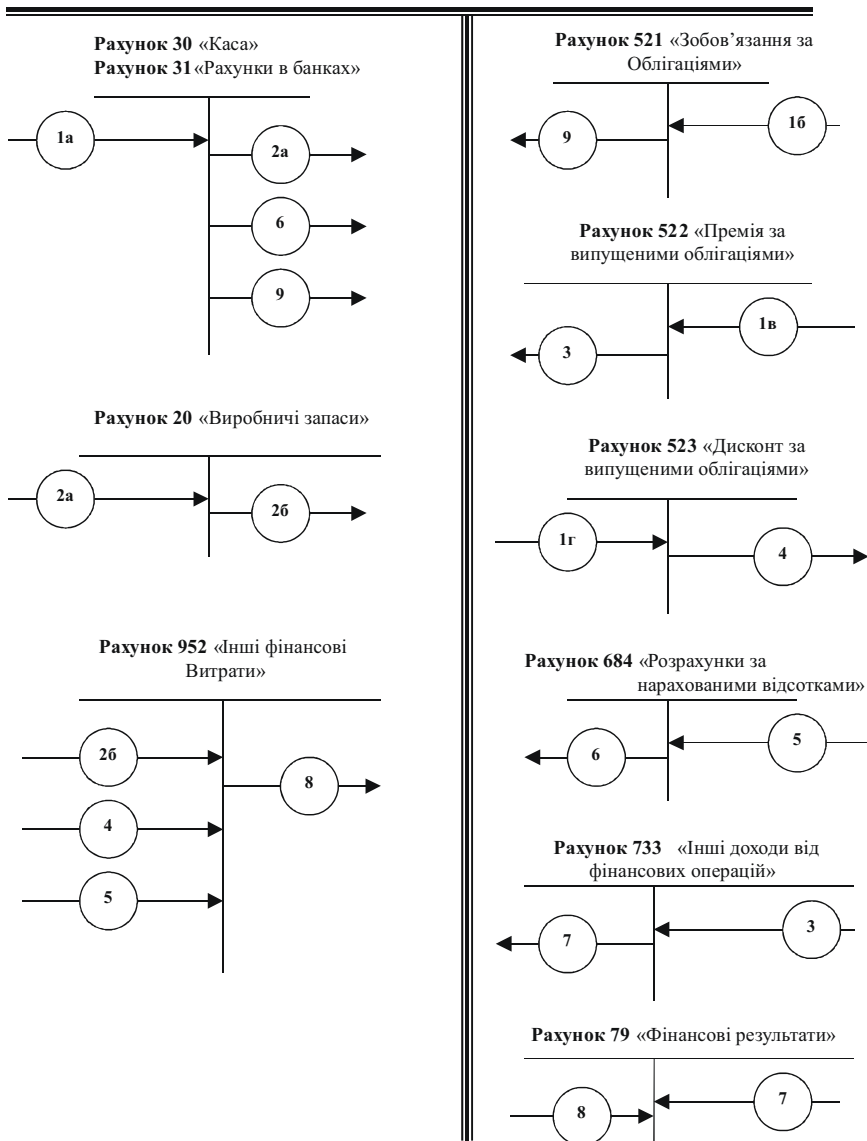 Рахунок 30 «Каса»
Рахунок 31 «Рахунки в банках»
1а
2а
6
9
Рахунок 20 «Виробничі запаси»
2а
2б
Рахунок 952 «Інші фінансові
Витрати»
2б
8
4
5
Рахунок 521 «Зобов’язання за
Облігаціями»
9
1б
Рахунок 522 «Премія за
випущеними облігаціями»
1в
3
Рахунок 523 «Дисконт за
випущеними облігаціями»
1г
4
Рахунок 684 «Розрахунки за
нарахованими відсотками»
6
5
Рахунок 733 «Інші доходи від
фінансових операцій»
7
3
Рахунок 79 «Фінансові результати»
8
7